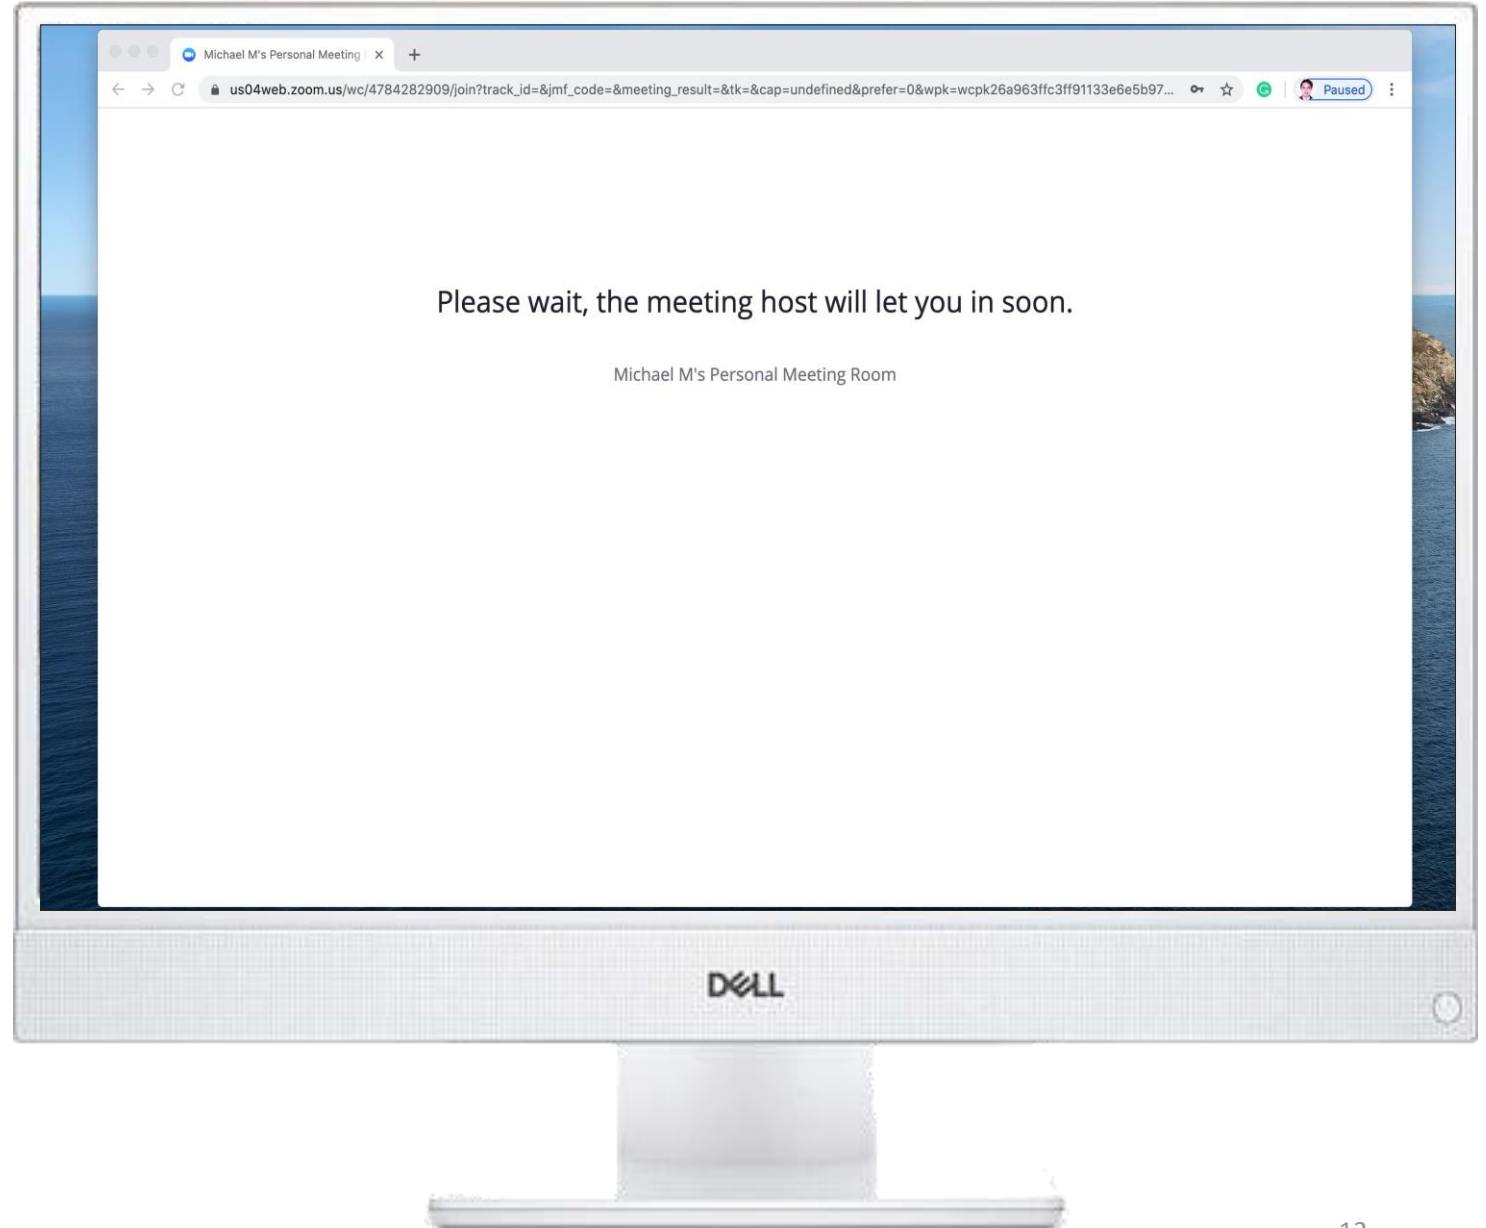 Michael M's Personal Meeting
us04web.zoom.us/wc/4784282909/join?track_id=&jmf_code=&meeting_result=&tk=&cap=undefined&prefer=0&wpk=wcpk26a963ffc3ff91133e6e5b97...
Paused
Please wait, the meeting host will let you in soon.
Michael M's Personal Meeting Room
DELL